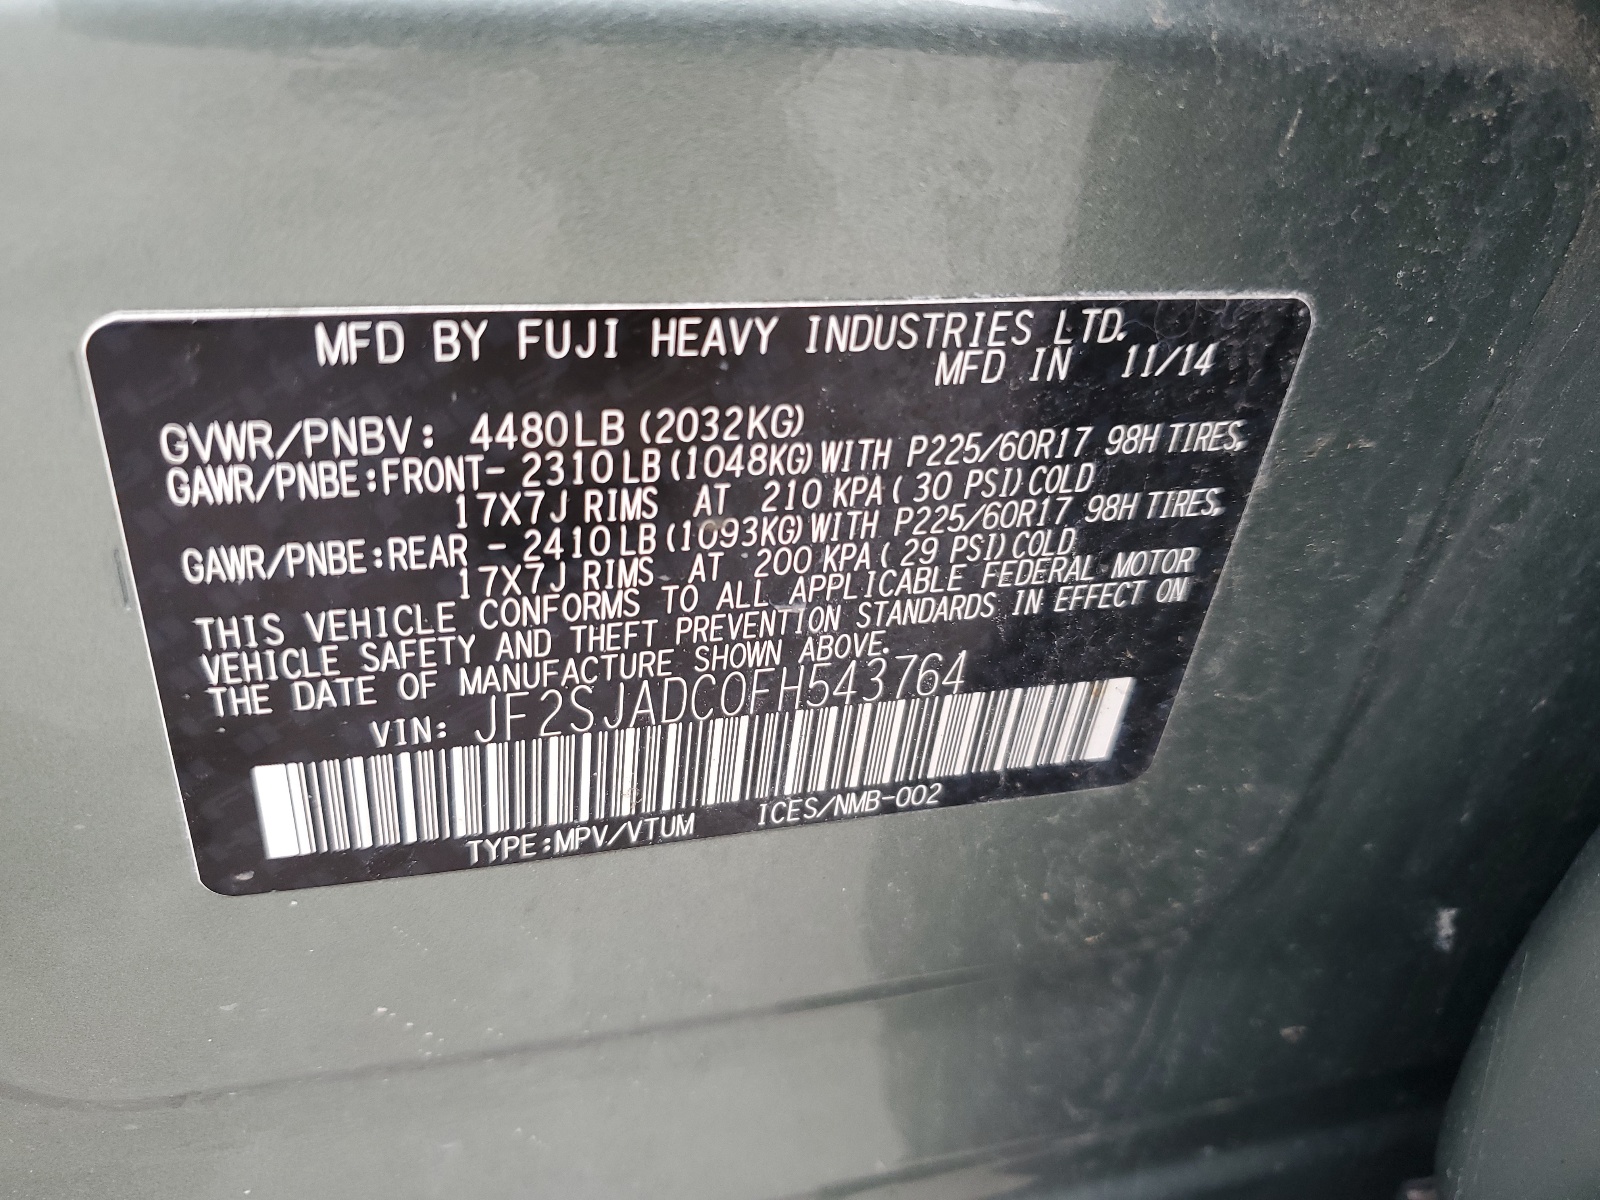 MFD BY FUJI HEAVY INDUSTRIES LTD.
MFD IN 11/14
GVWR/PNBV: 4480LB (2032KG)
GAWR/PNBE:FRONT- 2310LB(1048KG)WITH P225/60R17 98H TIRES,
17X7J RIMS AT 210 KPA( 30 PSI)COLD
GAWR/PNBE:REAR - 2410LB(1093KG)WITH P225/60R17 98H TIRES,
17X7J RIMS AT 200 KPA( 29 PSI)COLD
THIS VEHICLE CONFORMS TO ALL APPLICABLE FEDERAL MOTOR
VEHICLE SAFETY AND THEFT PREVENTION STANDARDS IN EFFECT ON
THE DATE OF MANUFACTURE SHOWN ABOVE.
VIN: JF2SJADC0FH543764
TYPE:MPV/VTUM ICES/NMB-002